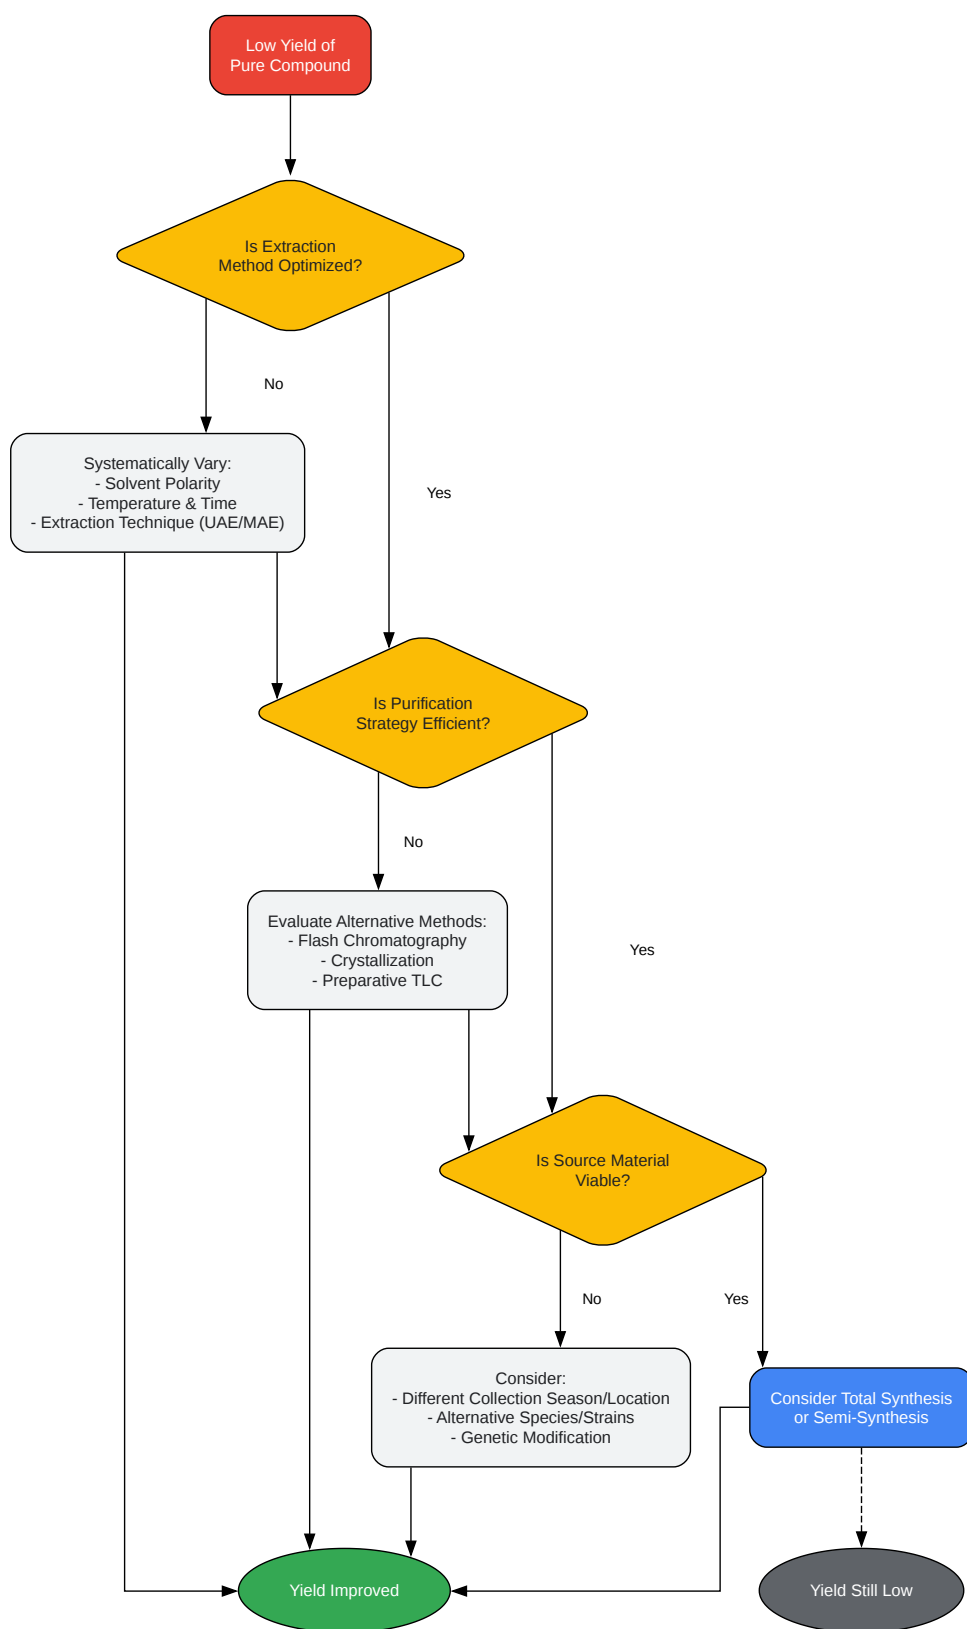 Low Yield of
Pure Compound
Is Extraction
Method Optimized?
No
Systematically Vary:
- Solvent Polarity
- Temperature & Time
- Extraction Technique (UAE/MAE)
Yes
Is Purification
Strategy Efficient?
No
Evaluate Alternative Methods:
- Flash Chromatography
- Crystallization
- Preparative TLC
Yes
Is Source Material
Viable?
No
Yes
Consider:
- Different Collection Season/Location
- Alternative Species/Strains
- Genetic Modification
Consider Total Synthesis
or Semi-Synthesis
Yield Improved
Yield Still Low